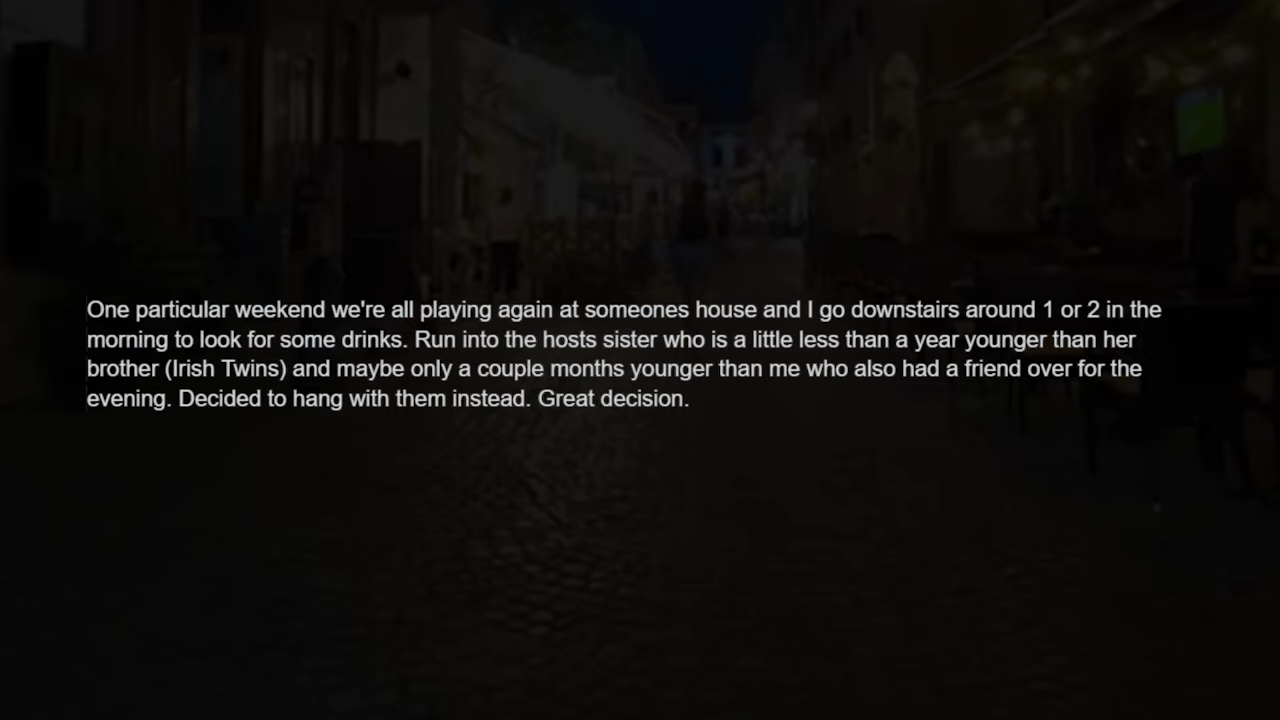 One particular weekend we're all playing again at someones house and I go downstairs around 1 or 2 in the
morning to look for some drinks. Run into the hosts sister who is a little less than a year younger than her
brother (Irish Twins) and maybe only a couple months younger than me who also had a friend over for the
evening. Decided to hang with them instead. Great decision.